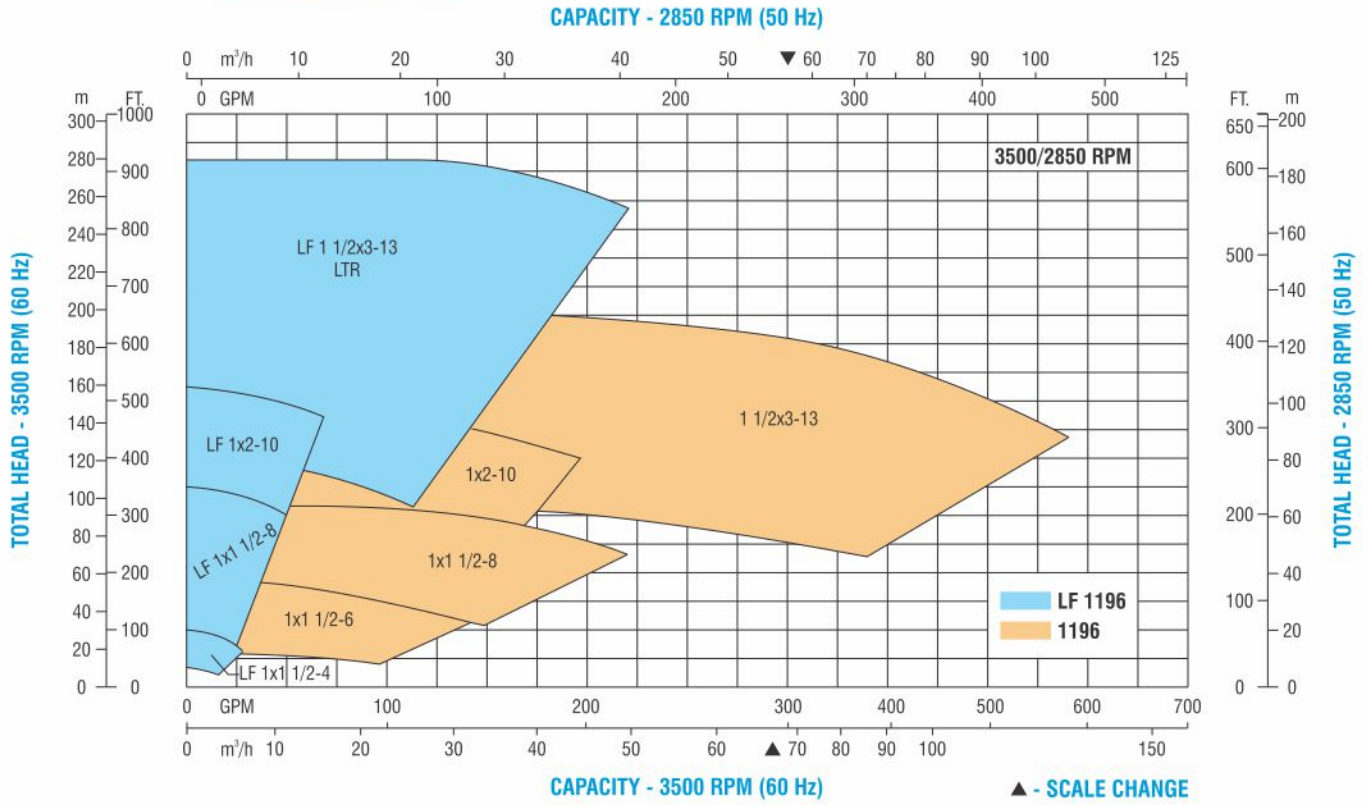 CAPACITY - 2850 RPM (50 Hz)
0 m³/h 10 20 30 40 50 ▼ 60 70 80 90 100 125
0 GPM 100 200 300 400 500
m FT. FT. m
300 1000 650 200
3500/2850 RPM
280 900 600 180
260
240 800 500 160
220 700 140
200
180 600 400 120
160 500 100
140 300
120 400 80
100 300 200 60
80
60 200 40
40 100 100 20
20
0 0 0 0
TOTAL HEAD - 3500 RPM (60 Hz)
TOTAL HEAD - 2850 RPM (50 Hz)
LF 1 1/2x3-13
LTR
LF 1x2-10
1 1/2x3-13
1x2-10
LF 1x1 1/2-8
1x1 1/2-8
1x1 1/2-6
LF 1x1 1/2-4
LF 1196
1196
0 GPM 100 200 300 400 500 600 700
0 m³/h 10 20 30 40 50 60 ▲ 70 80 90 100 150
CAPACITY - 3500 RPM (60 Hz)
▲ - SCALE CHANGE